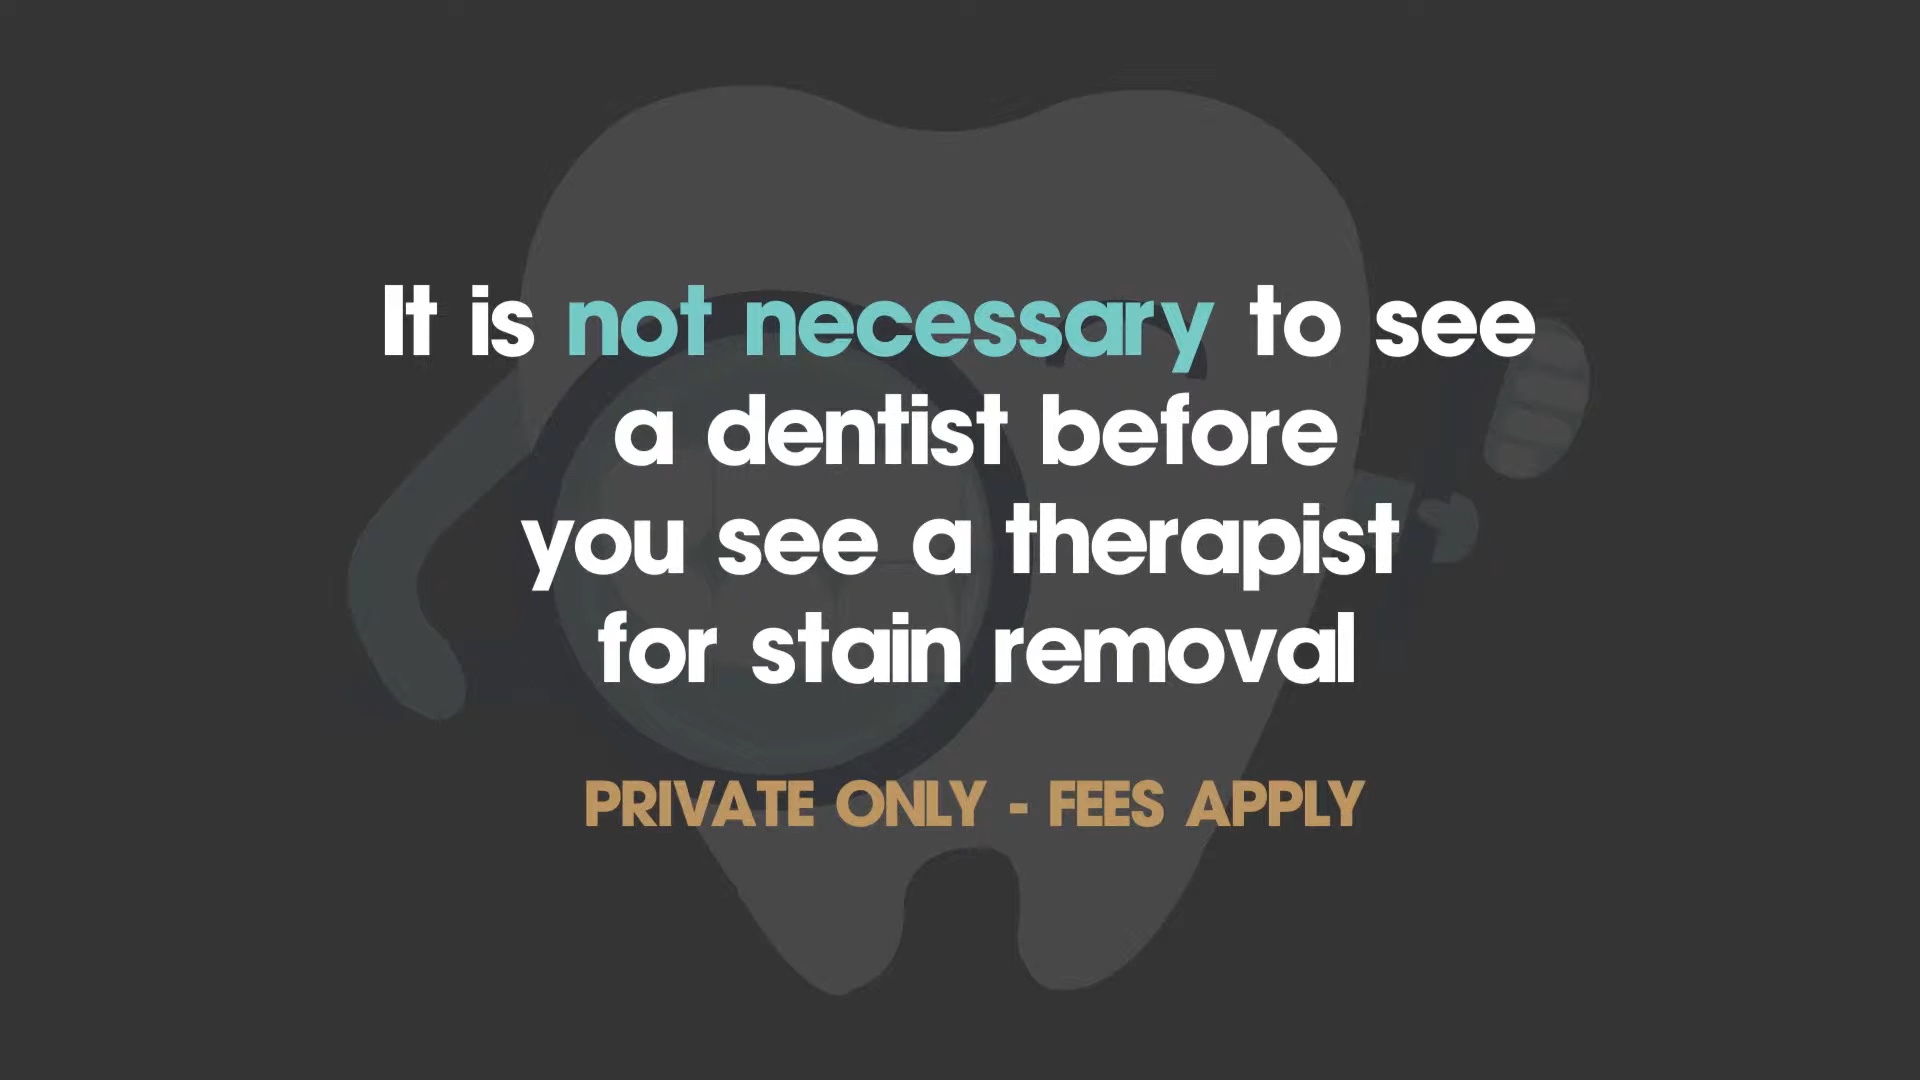 It is not necessary to see
a dentist before
you see a therapist
for stain removal
PRIVATE ONLY - FEES APPLY